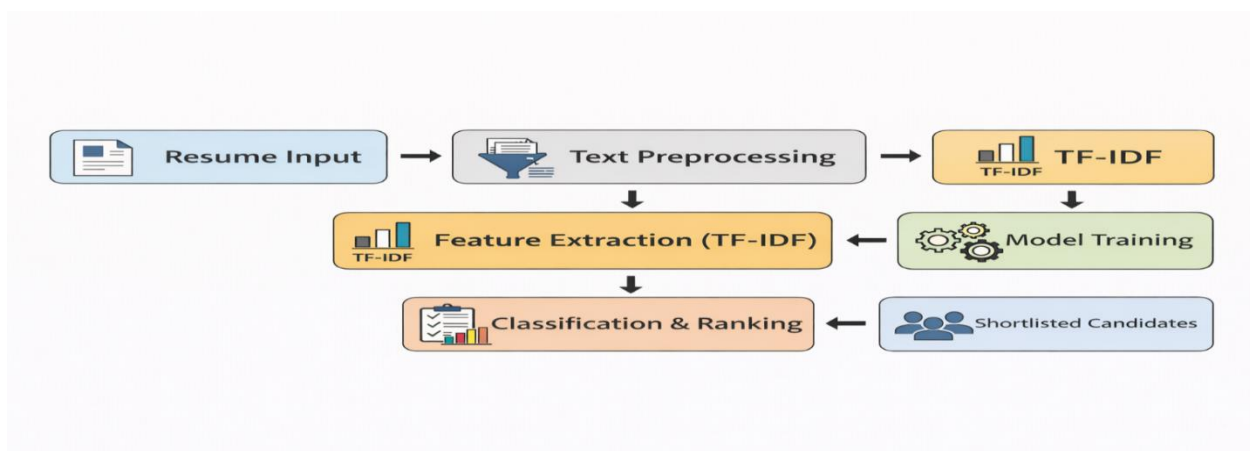 Resume Input
Text Preprocessing
TF-IDF
TF-IDF
TF-IDF
Feature Extraction (TF-IDF)
Model Training
Classification & Ranking
Shortlisted Candidates